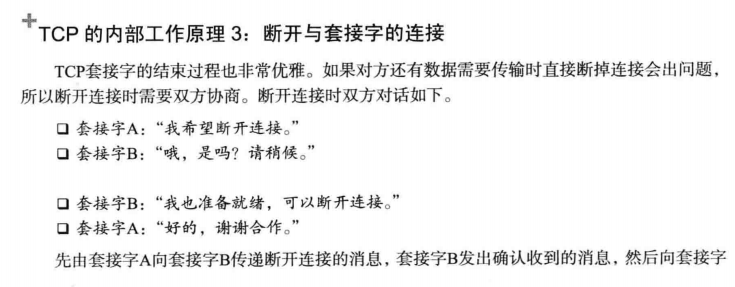 TCP 的内部工作原理 3：断开与套接字的连接
TCP套接字的结束过程也非常优雅。如果对方还有数据需要传输时直接断掉连接会出问题，
所以断开连接时需要双方协商。断开连接时双方对话如下。
❑ 套接字A：“我希望断开连接。”
❑ 套接字B：“哦，是吗？请稍候。”
❑ 套接字B：“我也准备就绪，可以断开连接。”
❑ 套接字A：“好的，谢谢合作。”
先由套接字A向套接字B传递断开连接的消息，套接字B发出确认收到的消息，然后向套接字